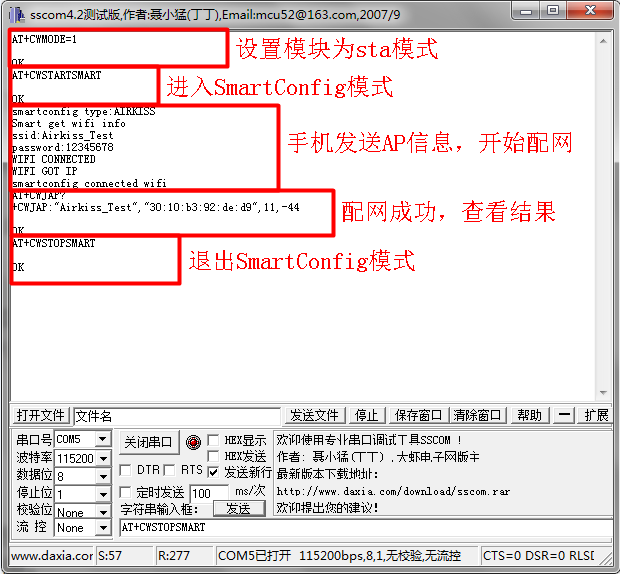 sscom4.2测试版,作者:聂小猛(丁丁),Email:mcu52@163.com,2007/9
AT+CWMODE=1
OK
设置模块为sta模式
AT+CWSTARTSMART
OK
进入SmartConfig模式
smartconfig type:AIRKISS
Smart get wifi info
ssid:Airkiss_Test
password:12345678
WIFI CONNECTED
WIFI GOT IP
smartconfig connected wifi
手机发送AP信息，开始配网
AT+CWJAP?
+CWJAP:"Airkiss_Test","30:10:b3:92:de:d9",11,-44
OK
配网成功，查看结果
AT+CWSTOPSMART
OK
退出SmartConfig模式
打开文件 文件名 发送文件 停止 保存窗口 清除窗口 帮助 — 扩展
串口号 COM5 关闭串口 HEX显示
波特率 115200 HEX发送
数据位 8 DTR RTS 发送新行
停止位 1 定时发送 100 ms/次
校验位 None 字符串输入框: 发送
流 控 None AT+CWSTOPSMART
欢迎使用专业串口调试工具SSCOM !
作者: 聂小猛(丁丁),大虾电子网版主
最新版本下载地址:
http://www.daxia.com/download/sscom.rar
欢迎提出您的建议!
www.daxia.cor S:57 R:277 COM5已打开 115200bps,8,1,无校验,无流控 CTS=0 DSR=0 RLSD